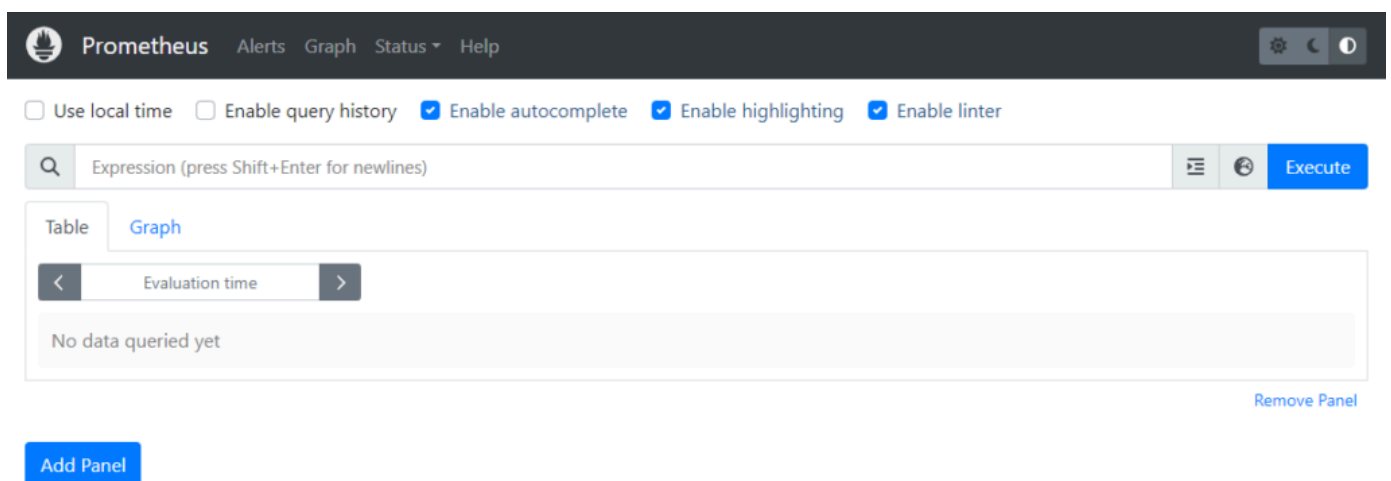 Prometheus Alerts Graph Status Help
Use local time Enable query history Enable autocomplete Enable highlighting Enable linter
Expression (press Shift+Enter for newlines) Execute
Table Graph
Evaluation time
No data queried yet
Remove Panel
Add Panel